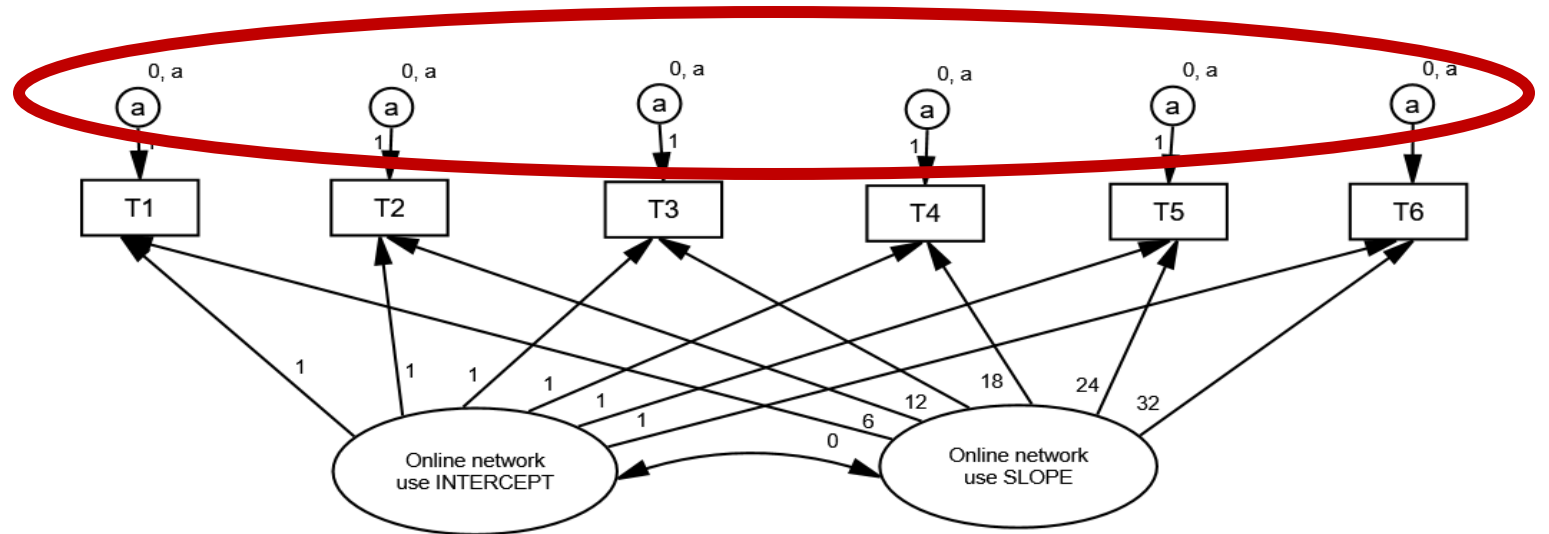 0, a
0, a
0, a
0, a
0, a
0, a
a
a
a
a
a
a
1
1
1
1
1
T1
T2
T3
T4
T5
T6
1
1
1
1
1
1
0
6
12
18
24
32
Online network
use INTERCEPT
Online network
use SLOPE